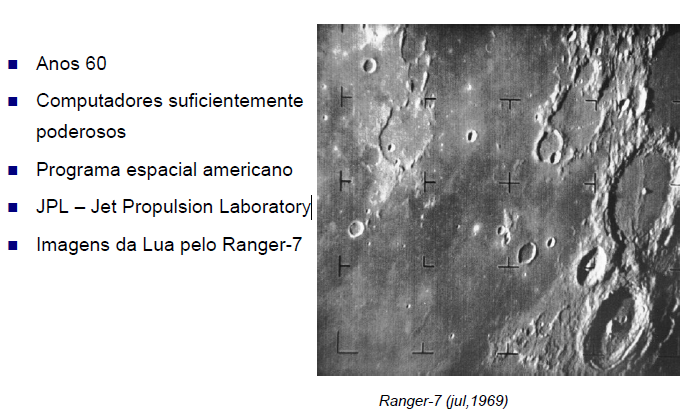 Anos 60
Computadores suficientemente
poderosos
Programa espacial americano
JPL – Jet Propulsion Laboratory
Imagens da Lua pelo Ranger-7
Ranger-7 (jul,1969)